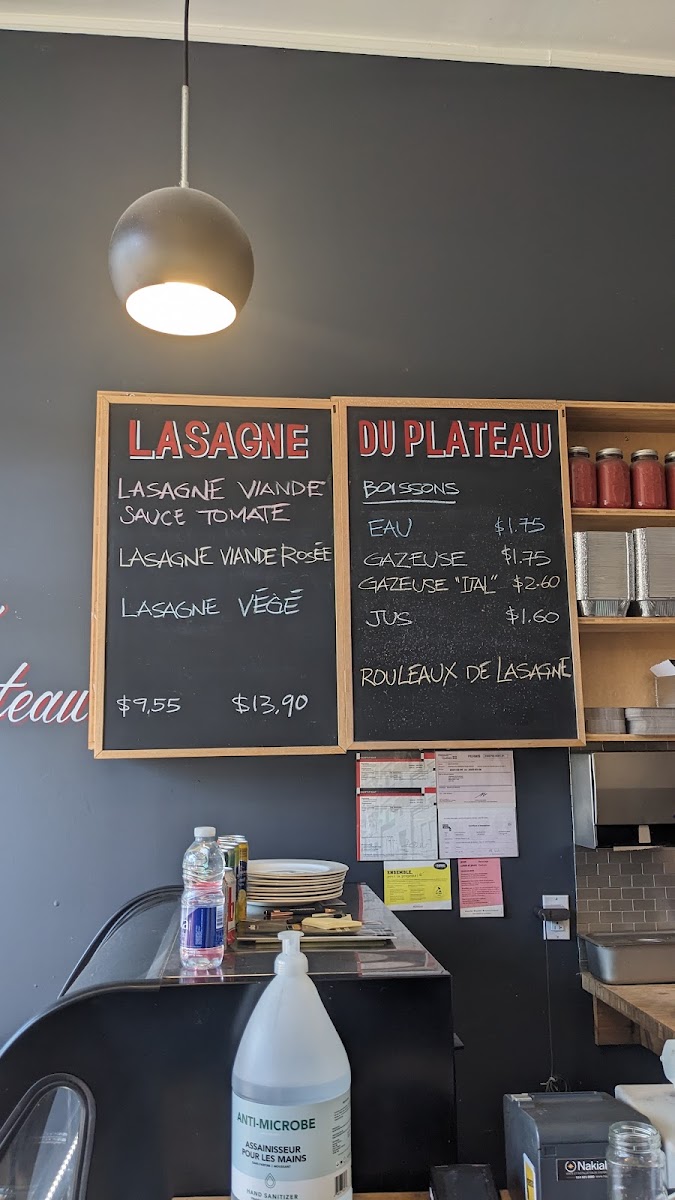 LASAGNE
LASAGNE VIANDE
SAUCE TOMATE
LASAGNE VIANDE ROSÉE
LASAGNE VÉGÉ
$9,55 $13,90
DU PLATEAU
BOISSONS
EAU $1.75
GAZEUSE $1.75
GAZEUSE "ITAL" $2.60
JUS $1.60
ROULEAUX DE LASAGNE
teau
ENSEMBLE,
ANTI-MICROBE
ASSAINISSEUR
POUR LES MAINS
HAND SANITIZER